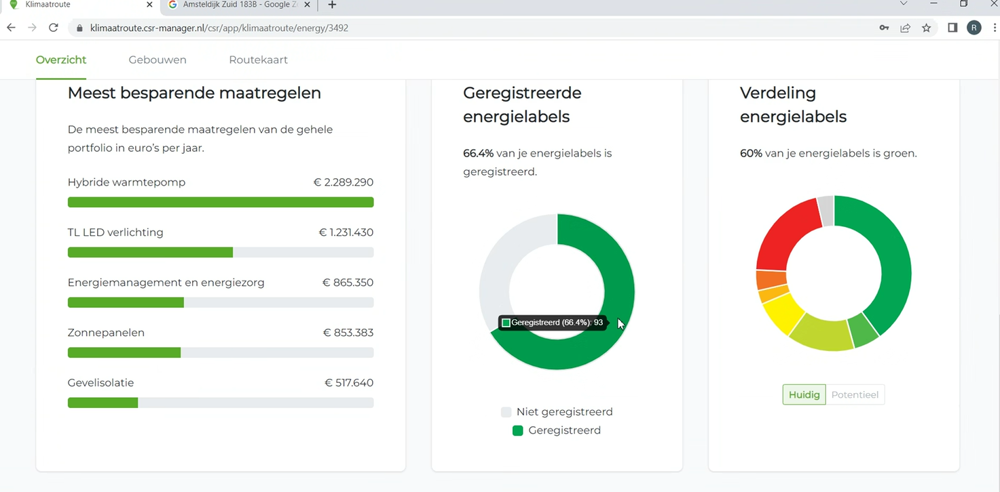 Klimaatroute
Amsteldijk Zuid 183B - Google Z
klimaatroute.csr-manager.nl/csr/app/klimaatroute/energy/3492
R
Overzicht
Gebouwen
Routekaart
Meest besparende maatregelen
De meest besparende maatregelen van de gehele
portfolio in euro's per jaar.
Hybride warmtepomp € 2.289.290
TL LED verlichting € 1.231.430
Energiemanagement en energiezorg € 865.350
Zonnepanelen € 853.383
Gevelisolatie € 517.640
Geregistreerde
energielabels
66.4% van je energielabels is
geregistreerd.
Geregistreerd (66.4%): 93
Niet geregistreerd
Geregistreerd
Verdeling
energielabels
60% van je energielabels is groen.
Huidig Potentieel